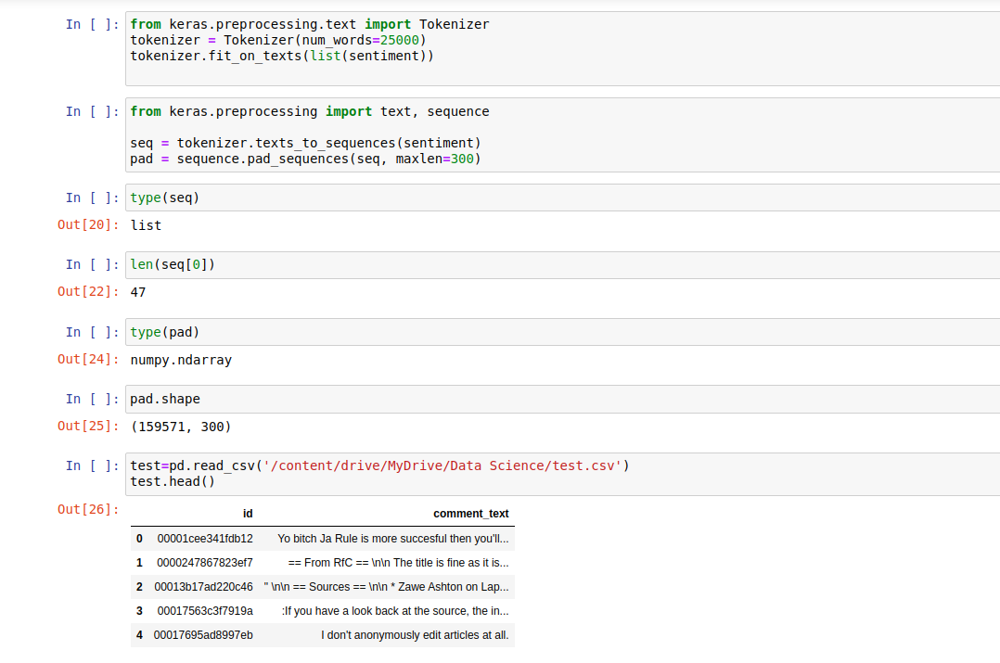 In [ ]: from keras.preprocessing.text import Tokenizer
tokenizer = Tokenizer(num_words=25000)
tokenizer.fit_on_texts(list(sentiment))
In [ ]: from keras.preprocessing import text, sequence
seq = tokenizer.texts_to_sequences(sentiment)
pad = sequence.pad_sequences(seq, maxlen=300)
In [ ]: type(seq)
Out[20]: list
In [ ]: len(seq[0])
Out[22]: 47
In [ ]: type(pad)
Out[24]: numpy.ndarray
In [ ]: pad.shape
Out[25]: (159571, 300)
In [ ]: test=pd.read_csv('/content/drive/MyDrive/Data Science/test.csv')
test.head()
Out[26]:
id comment_text
0 00001cee341fdb12 Yo bitch Ja Rule is more succesful then you'll...
1 0000247867823ef7 == From RfC == \n\n The title is fine as it is...
2 00013b17ad220c46 " \n\n == Sources == \n\n * Zawe Ashton on Lap...
3 00017563c3f7919a :If you have a look back at the source, the in...
4 00017695ad8997eb I don't anonymously edit articles at all.